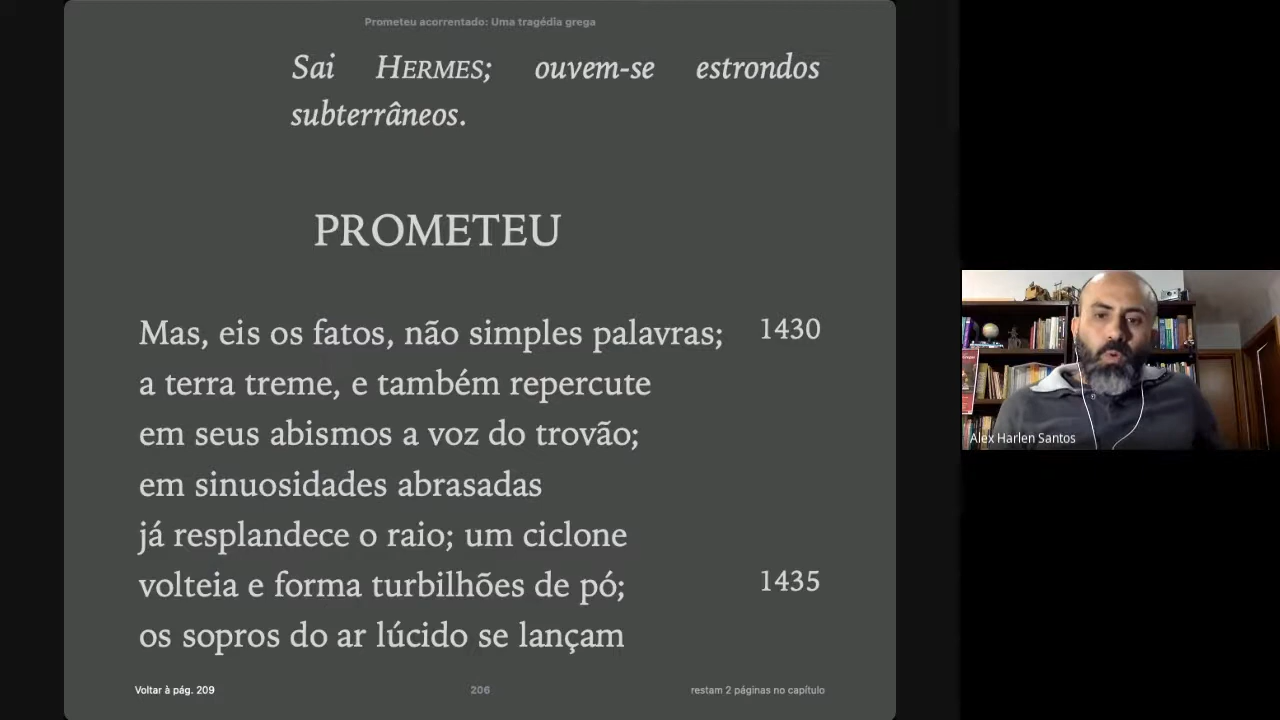 Prometeu acorrentado: Uma tragédia grega
Sai HERMES; ouvem-se estrondos
subterrâneos.
PROMETEU
Mas, eis os fatos, não simples palavras; 1430
a terra treme, e também repercute
em seus abismos a voz do trovão;
em sinuosidades abrasadas
já resplandece o raio; um ciclone
volteia e forma turbilhões de pó; 1435
os sopros do ar lúcido se lançam
Voltar à pág. 209 206 restam 2 páginas no capítulo
Alex Harlen Santos